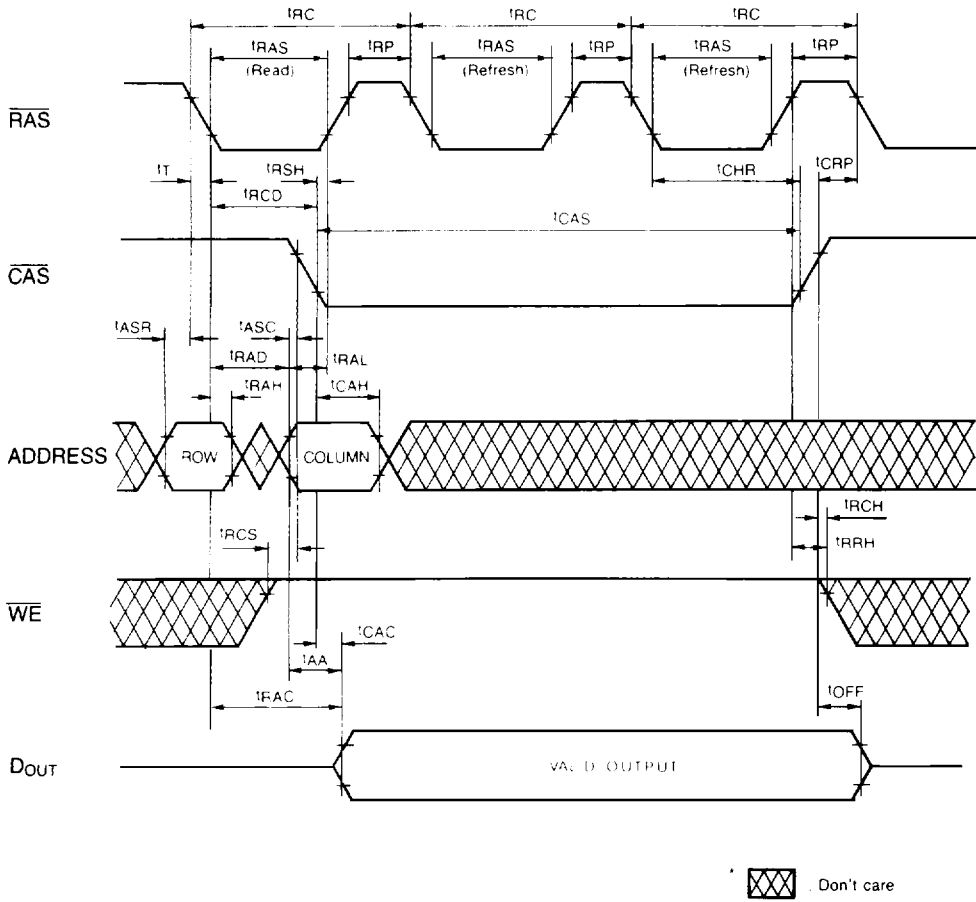 tRC tRC tRC
tRAS tRP tRAS tRP tRAS tRP
(Read) (Refresh) (Refresh)
RAS
tT tRSH tCHR tCRP
tRCD
tCAS
CAS
tASR tASC
tRAD tRAL
tRAH tCAH
ADDRESS ROW COLUMN
tRCH
tRCS tRRH
WE
tCAC
tAA
tRAC tOFF
DOUT VALID OUTPUT
* . Don't care